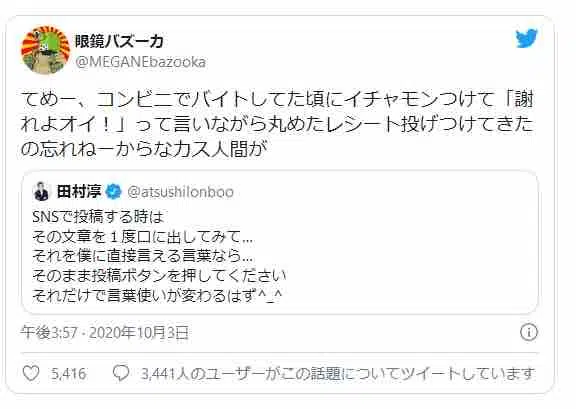 眼鏡バズーカ
@MEGANEbazooka
てめー、コンビニでバイトしてた頃にイチャモンつけて「謝
れよオイ！」って言いながら丸めたレシート投げつけてきた
の忘れねーからなカス人間が
田村淳 @atsushilonboo
SNSで投稿する時は
その文章を１度口に出してみて...
それを僕に直接言える言葉なら...
そのまま投稿ボタンを押してください
それだけで言葉使いが変わるはず^_^
午後3:57 · 2020年10月3日
5,416 3,441人のユーザーがこの話題についてツイートしています